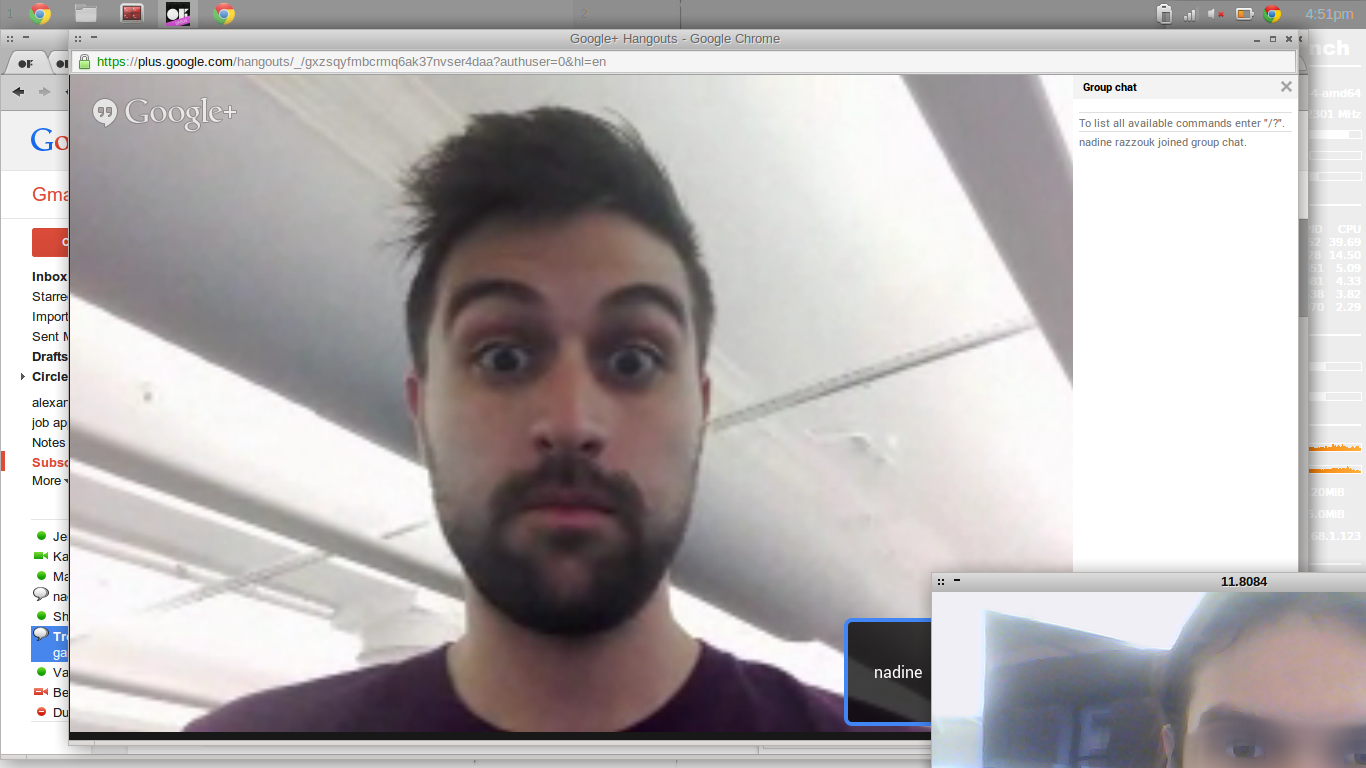 1
2
4:51pm
Google+ Hangouts - Google Chrome
https://plus.google.com/hangouts/_/gxzsqyfmbcrmq6ak37nvser4daa?authuser=0&hl=en
Google+
Group chat
To list all available commands enter "/?".
nadine razzouk joined group chat.
Go
Gma
Inbox
Starre
Import
Sent M
Drafts
Circle
alexan
job ap
Notes
Subsc
More
Je
Ka
Ma
na
Sh
Tr
ga
Va
Be
Du
nadine
11.8084
nch
4-amd64
301 MHz
CPU
39.69
14.50
5.09
4.33
3.82
2.29
20MiB
.0MiB
68.1.123